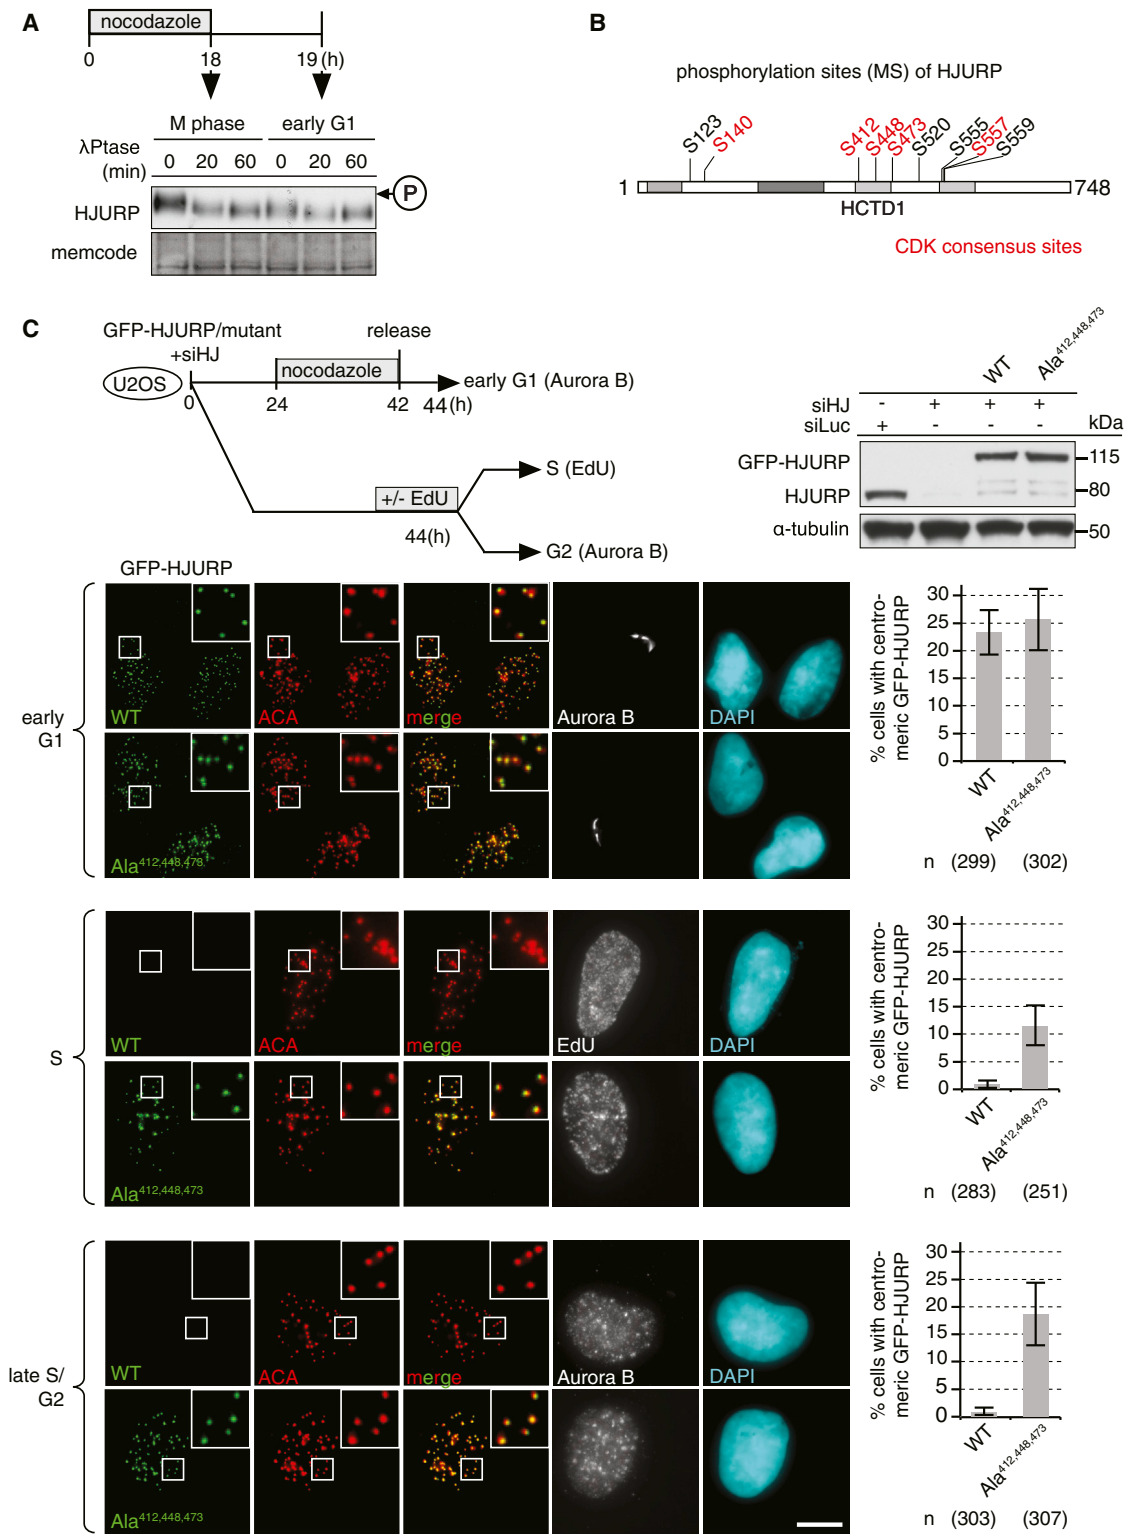 A
nocodazole
0 18 19 (h)
M phase early G1
λPtase (min) 0 20 60 0 20 60
HJURP
P
memcode
B
phosphorylation sites (MS) of HJURP
S123 S140 S412 S448 S473 S520 S555 S557 S559
1 748
HCTD1
CDK consensus sites
C
GFP-HJURP/mutant
+siHJ
release
U2OS
nocodazole
early G1 (Aurora B)
0 24 42 44 (h)
S (EdU)
+/- EdU
44(h)
G2 (Aurora B)
WT Ala412,448,473
siHJ - + + +
siLuc + - - -
kDa
GFP-HJURP 115
HJURP 80
α-tubulin 50
GFP-HJURP
early G1
WT ACA merge Aurora B DAPI
Ala412,448,473
% cells with centro-
meric GFP-HJURP
30
25
20
15
10
5
0
WT Ala412,448,473
n (299) (302)
S
WT ACA merge EdU DAPI
Ala412,448,473
% cells with centro-
meric GFP-HJURP
30
25
20
15
10
5
0
WT Ala412,448,473
n (283) (251)
late S/
G2
WT ACA merge Aurora B DAPI
Ala412,448,473
% cells with centro-
meric GFP-HJURP
30
25
20
15
10
5
0
WT Ala412,448,473
n (303) (307)